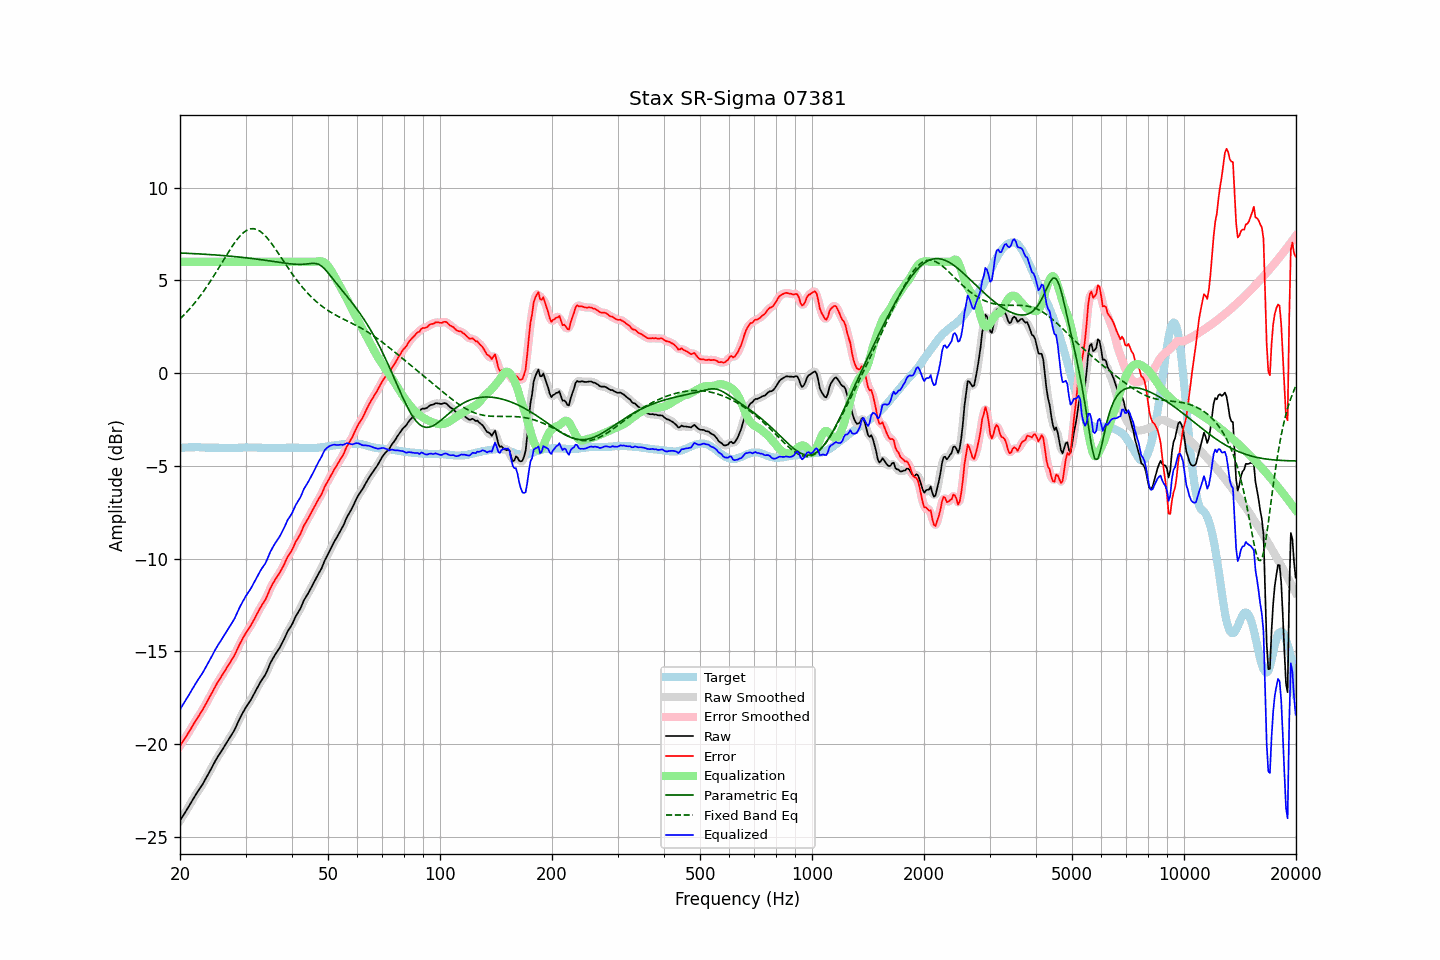 Stax SR-Sigma 07381
Amplitude (dBr)
10
5
0
−5
−10
−15
−20
−25
Target
Raw Smoothed
Error Smoothed
Raw
Error
Equalization
Parametric Eq
Fixed Band Eq
Equalized
20 50 100 200 500 1000 2000 5000 10000 20000
Frequency (Hz)